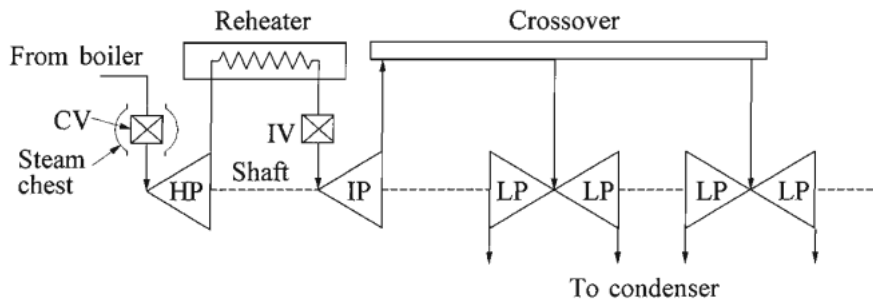 Reheater
Crossover
From boiler
CV
IV
Steam
chest
Shaft
HP
IP
LP
LP
LP
LP
To condenser